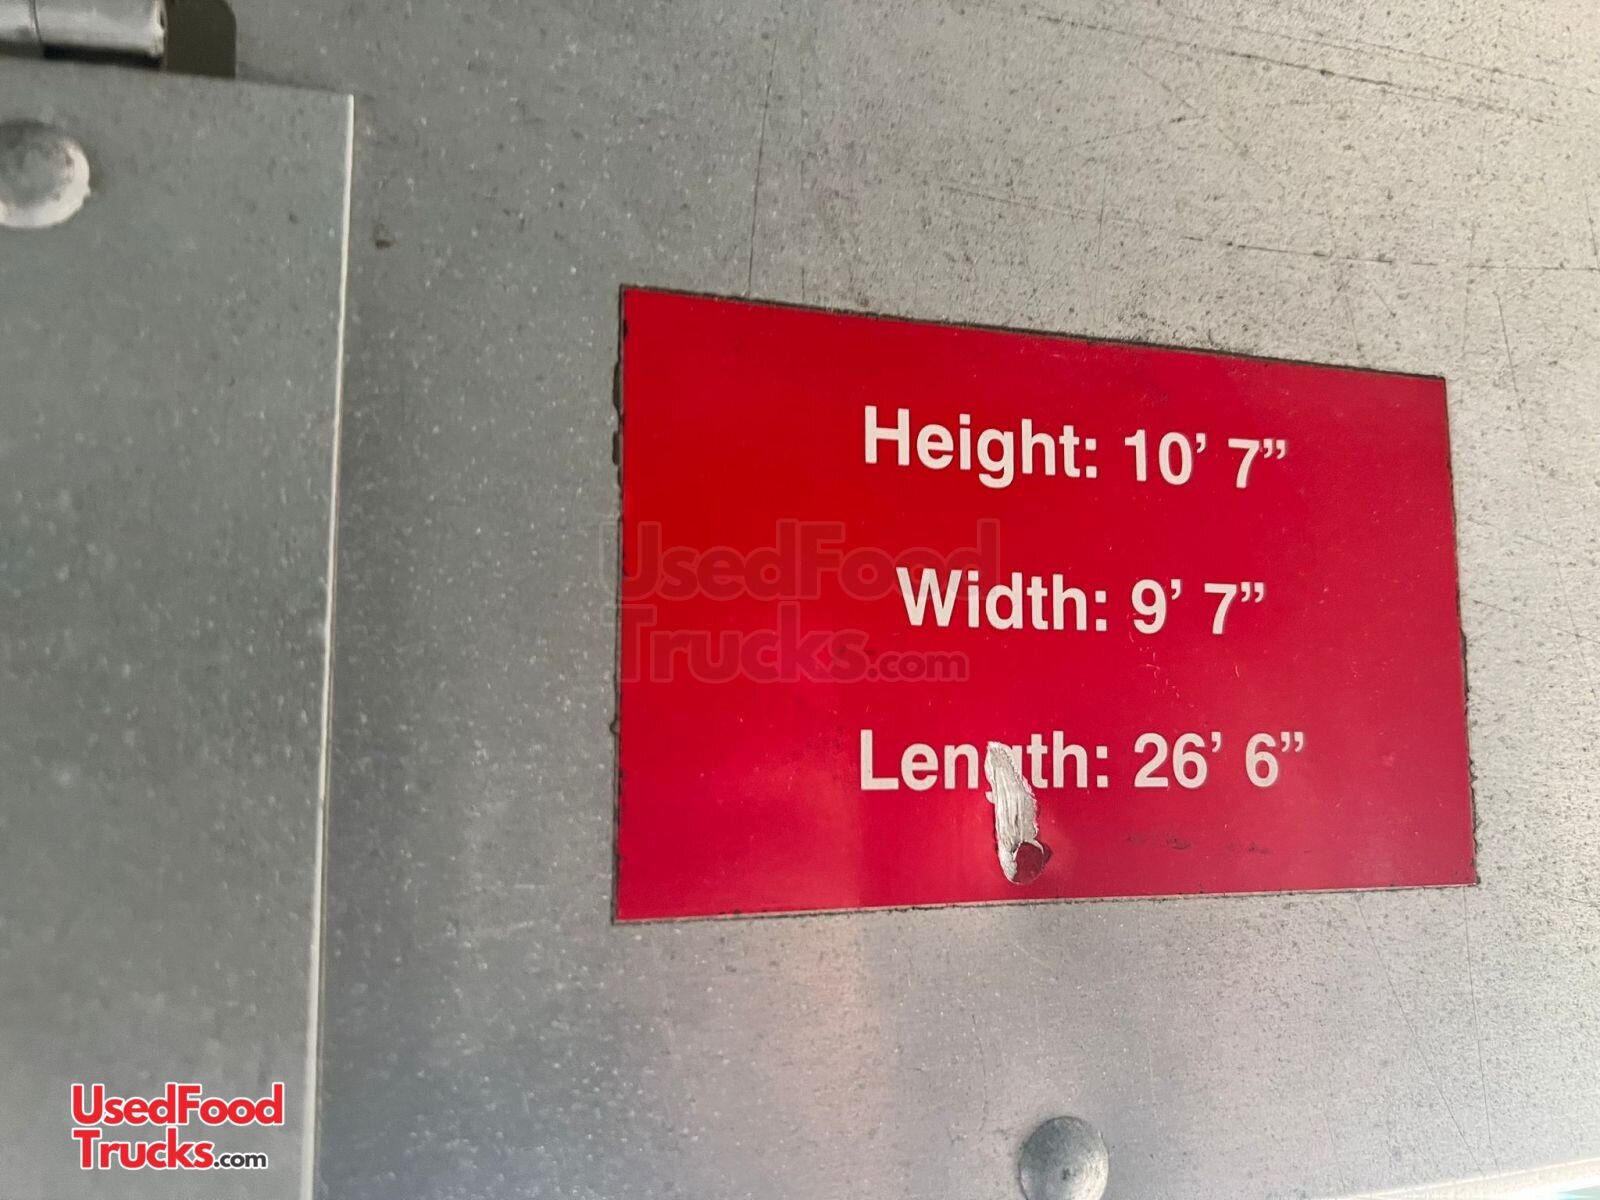 Height: 10’ 7”
Width: 9’ 7”
Length: 26’ 6”
UsedFood
Trucks.com
UsedFood
Trucks.com